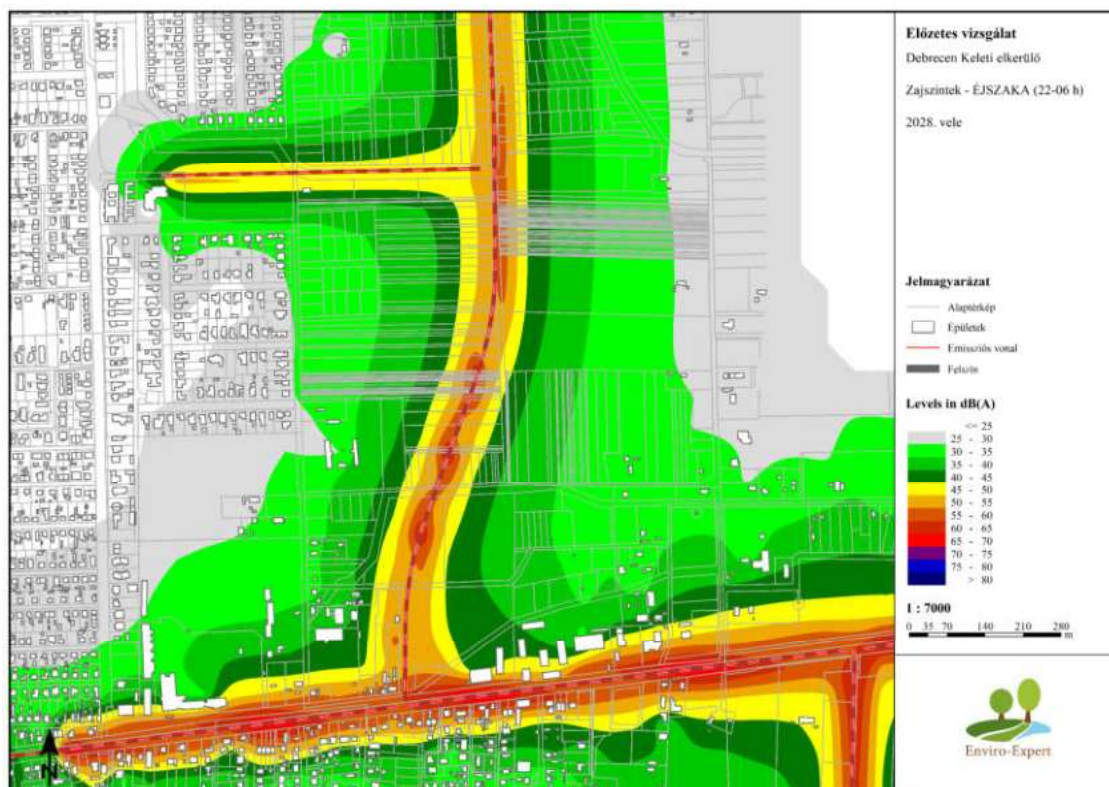 Előzetes vizsgálat
Debrecen Keleti elkerülő
Zajszintek - ÉJSZAKA (22-06 h)
2028. vele
Jelmagyarázat
Alaptérkép
Épületek
Emissziós vonal
Felszín
Levels in dB(A)
<= 25
25 - 30
30 - 35
35 - 40
40 - 45
45 - 50
50 - 55
55 - 60
60 - 65
65 - 70
70 - 75
75 - 80
> 80
1 : 7000
0 35 70 140 210 280
m
Enviro-Expert
N